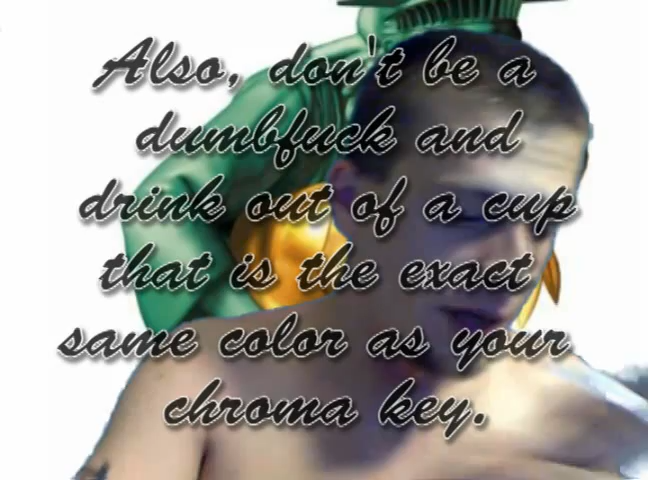 Also, don't be a
dumbfuck and
drink out of a cup
that is the exact
same color as your
chroma key.